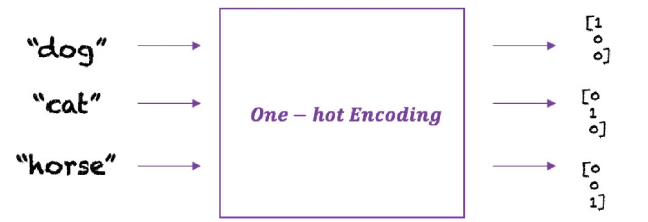 "dog"
[1
0
0]
"cat"
One – hot Encoding
[0
1
0]
"horse"
[0
0
1]